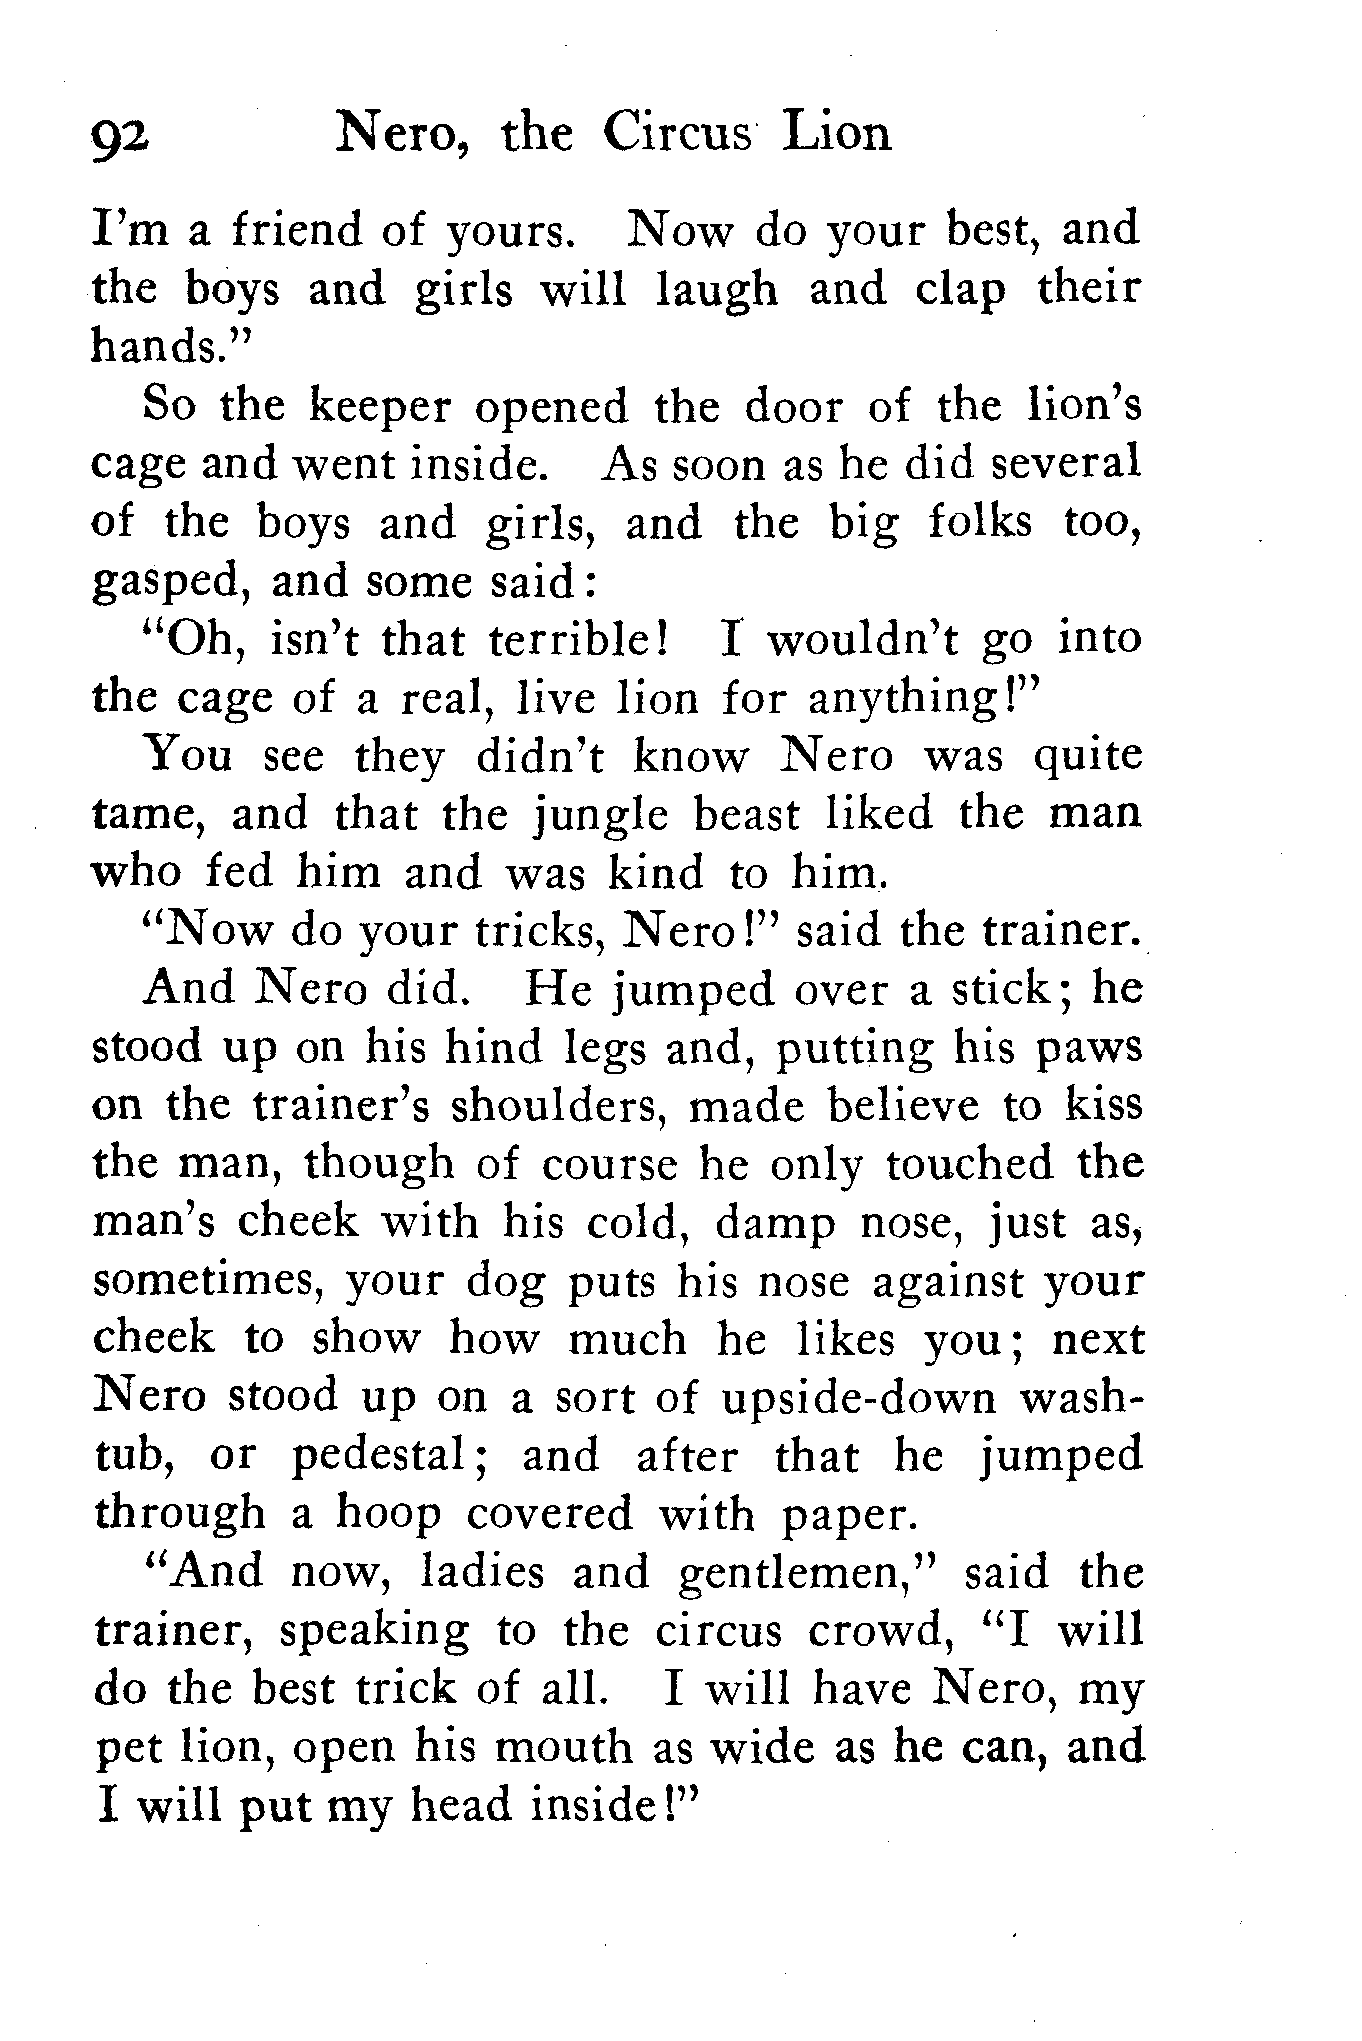 92 Nero, the Circus Lion
I'm a friend of yours. Now do your best, and
the boys and girls will laugh and clap their
hands."
So the keeper opened the door of the lion's
cage and went inside. As soon as he did several
of the boys and girls, and the big folks too,
gasped, and some said:
"Oh, isn't that terrible! I wouldn't go into
the cage of a real, live lion for anything!"
You see they didn't know Nero was quite
tame, and that the jungle beast liked the man
who fed him and was kind to him.
"Now do your tricks, Nero!" said the trainer.
And Nero did. He jumped over a stick; he
stood up on his hind legs and, putting his paws
on the trainer's shoulders, made believe to kiss
the man, though of course he only touched the
man's cheek with his cold, damp nose, just as,
sometimes, your dog puts his nose against your
cheek to show how much he likes you; next
Nero stood up on a sort of upside-down wash-
tub, or pedestal; and after that he jumped
through a hoop covered with paper.
"And now, ladies and gentlemen," said the
trainer, speaking to the circus crowd, "I will
do the best trick of all. I will have Nero, my
pet lion, open his mouth as wide as he can, and
I will put my head inside!"